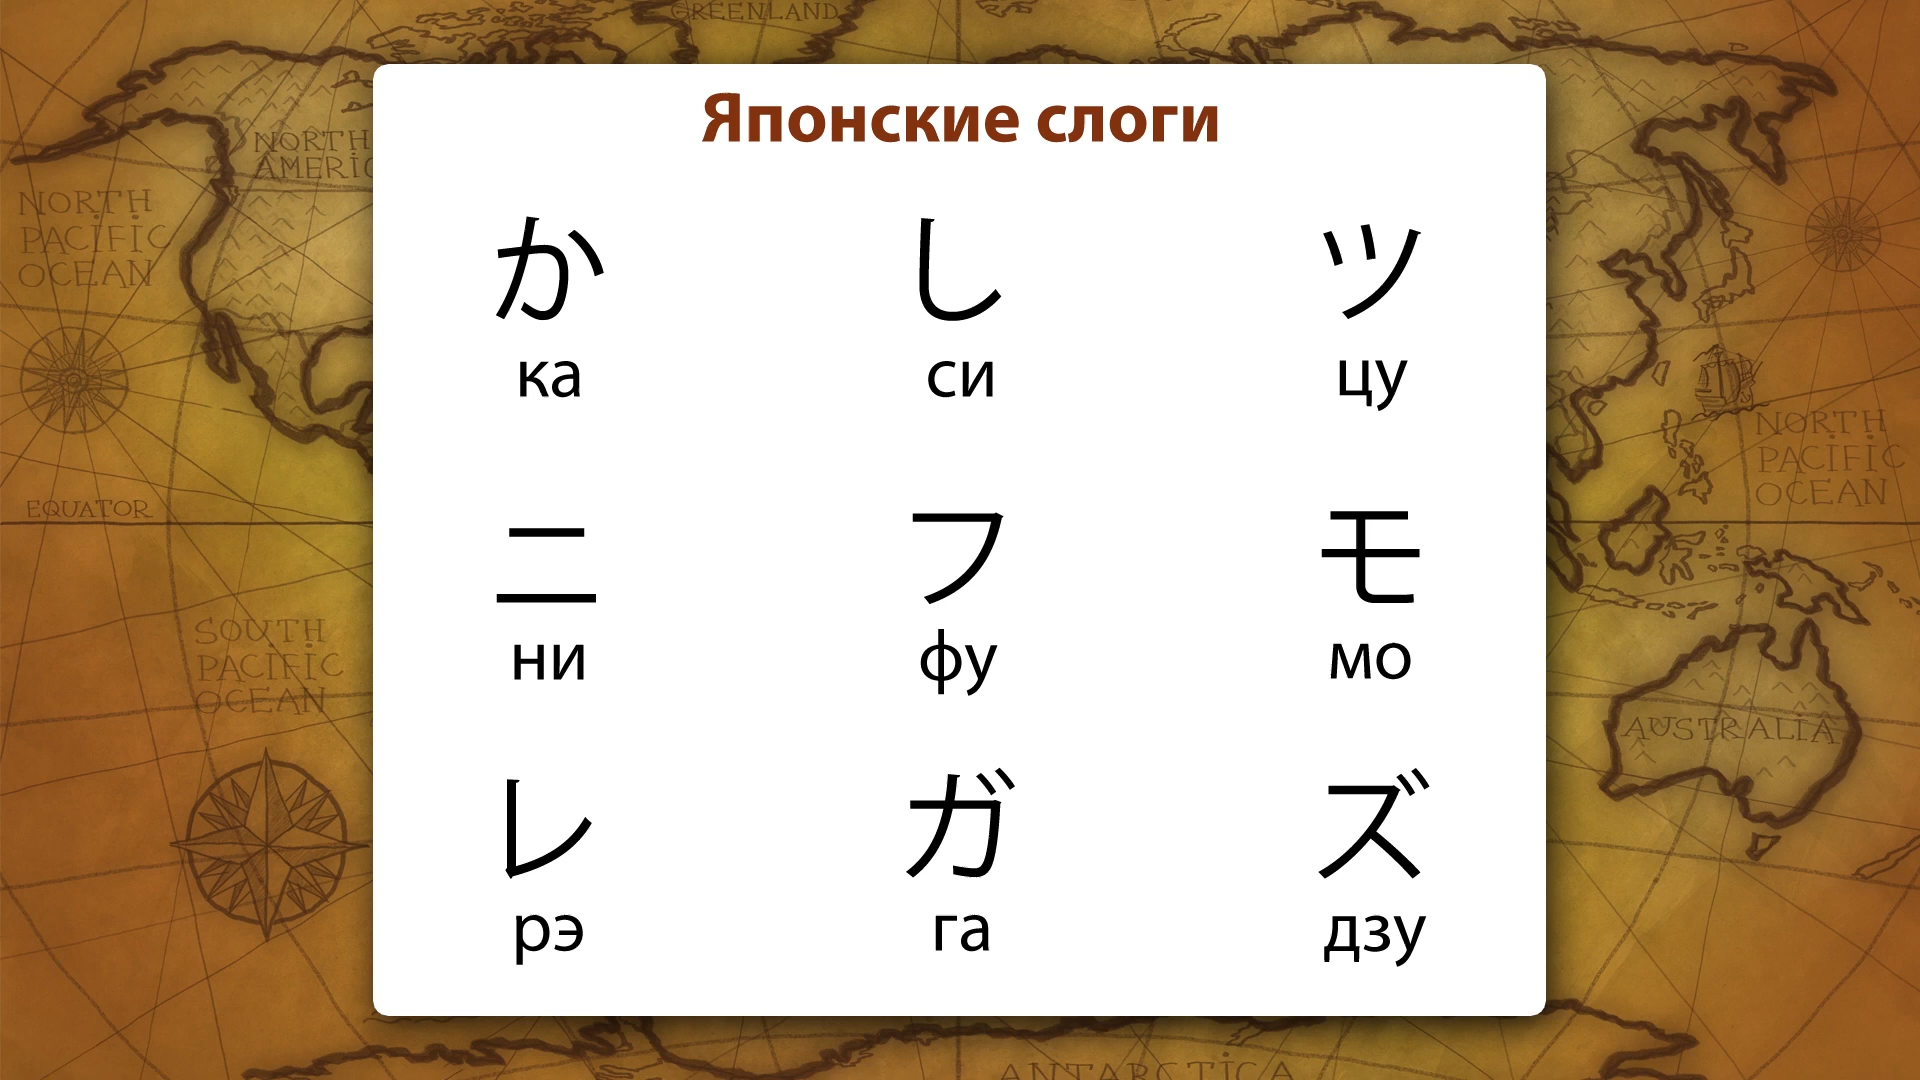 GREENLAND
Японские слоги
NORTH
AMERIC
NORTH
PACIFIC
OCEAN
か し ツ
ка си цу
NORTH
PACIFIC
OCEAN
EQUATOR
ニ フ モ
ни фу мо
SOUTH
PACIFIC
OCEAN
AUSTRALIA
レ ガ ズ
рэ га дзу
ANTARCTICA